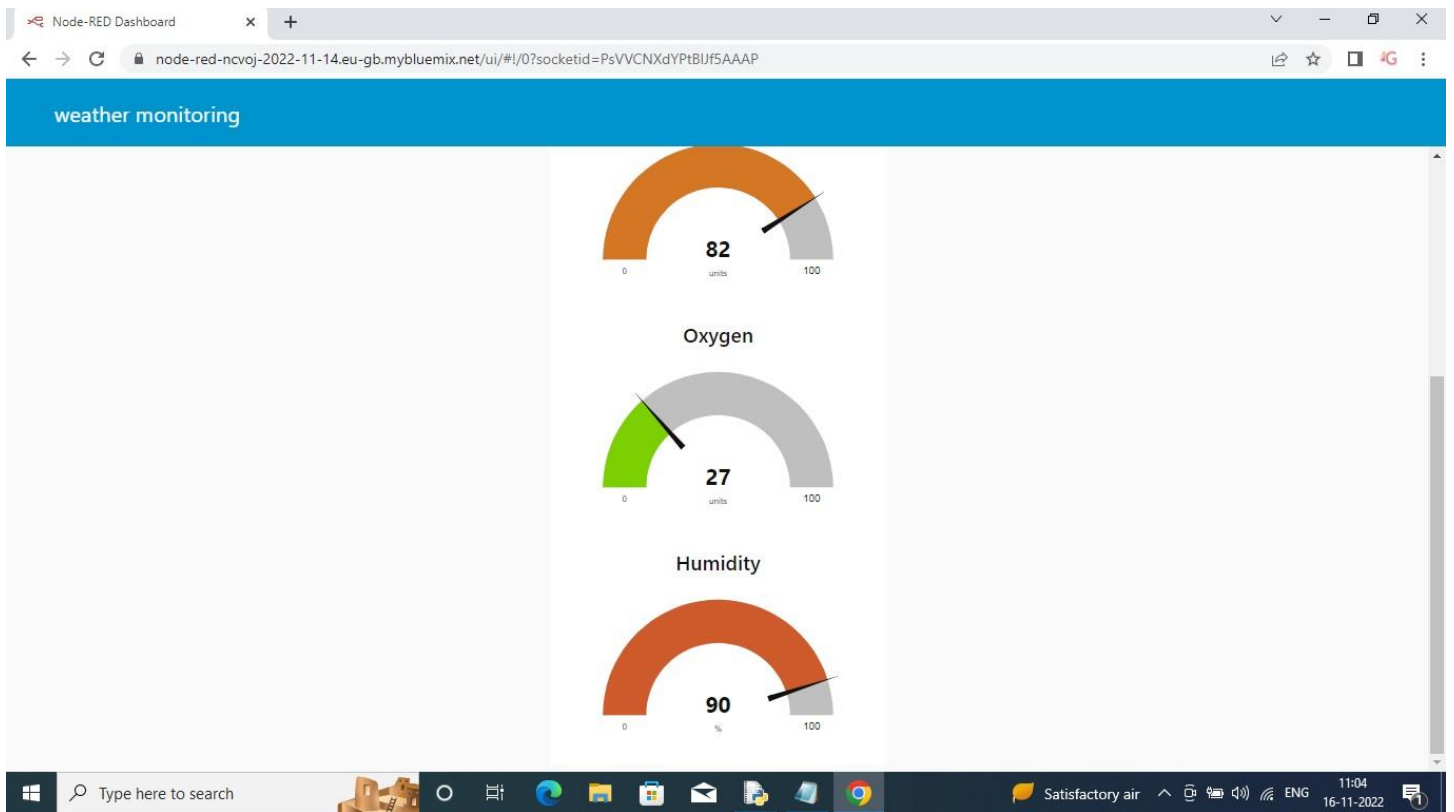 Node-RED Dashboard
node-red-ncvoj-2022-11-14.eu-gb.mybluemix.net/ui/#!/0?socketid=PsVVCNXdYPtBlJf5AAAP
weather monitoring
82
0 units 100
Oxygen
27
0 units 100
Humidity
90
0 % 100
Type here to search
Satisfactory air ENG 11:04
16-11-2022
1